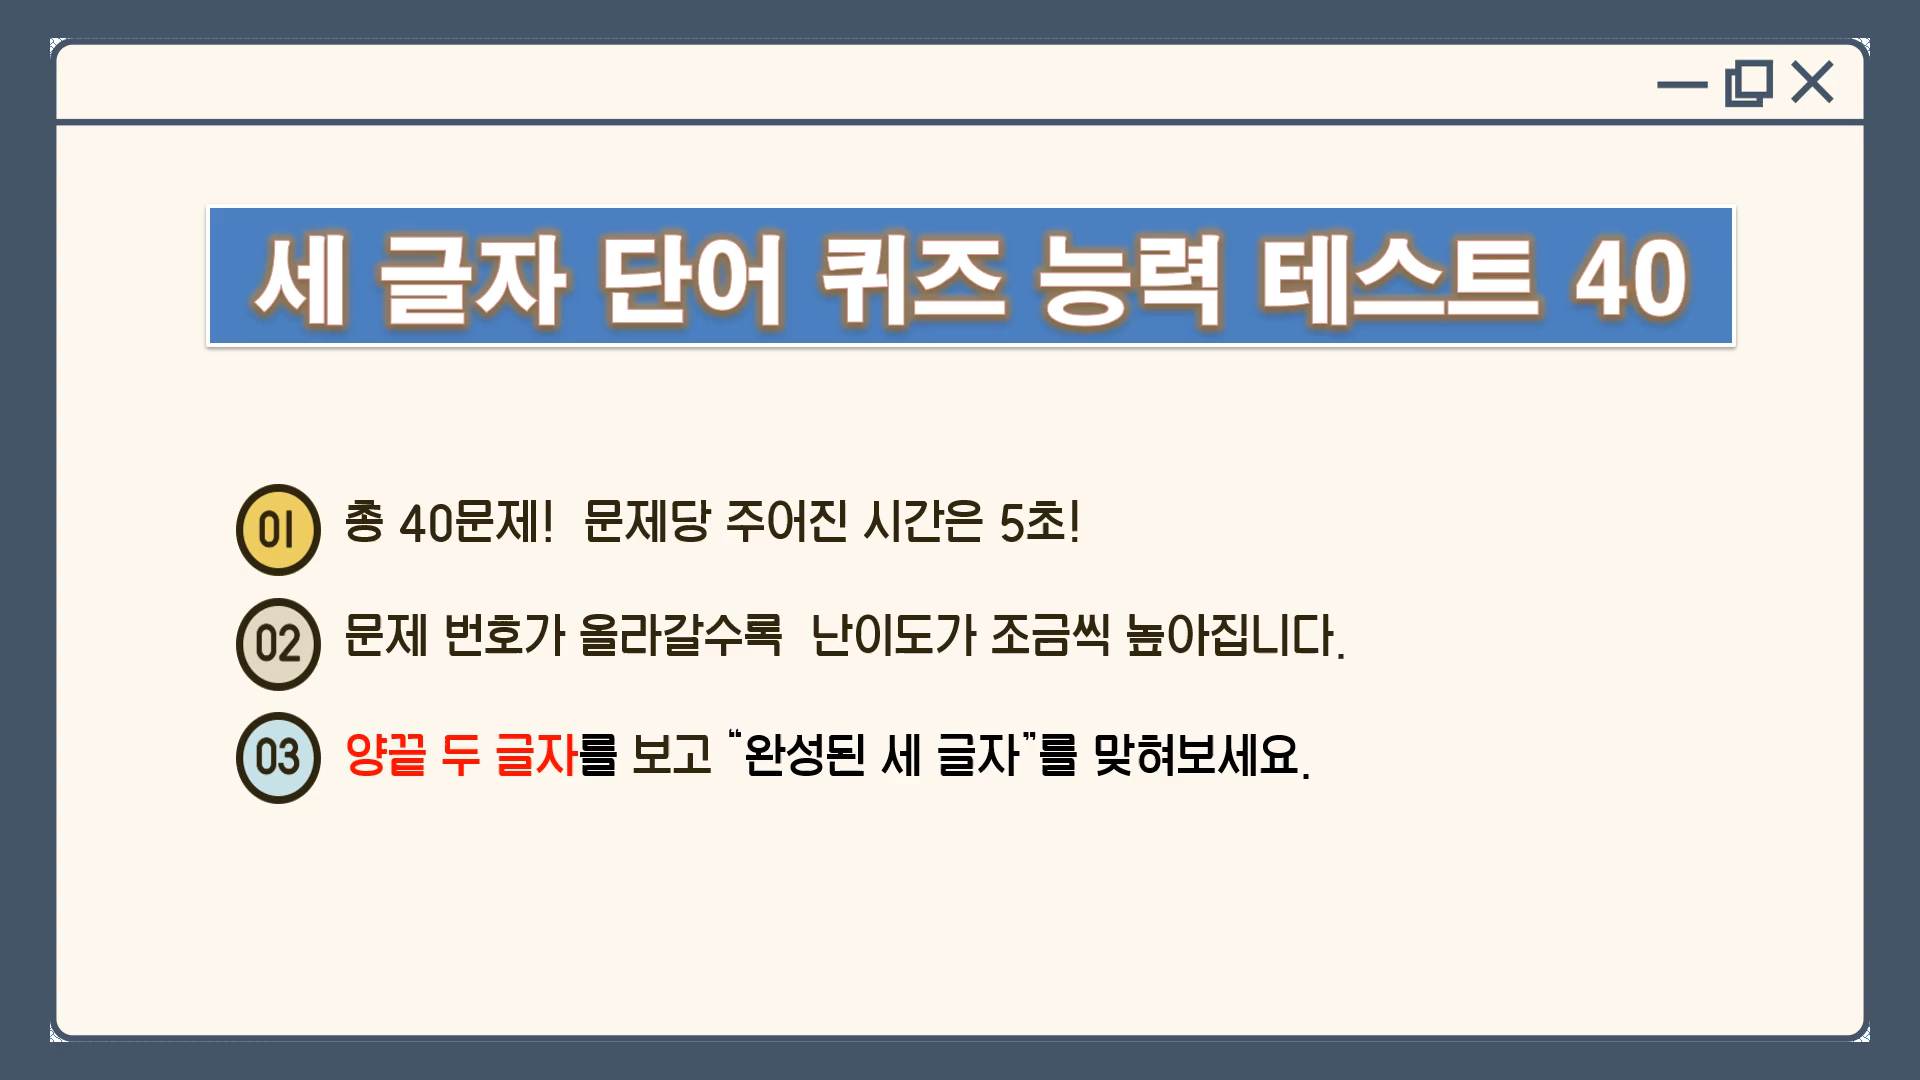 세 글자 단어 퀴즈 능력 테스트 40
01 총 40문제! 문제당 주어진 시간은 5초!
02 문제 번호가 올라갈수록 난이도가 조금씩 높아집니다.
03 양끝 두 글자를 보고 “완성된 세 글자”를 맞혀보세요.